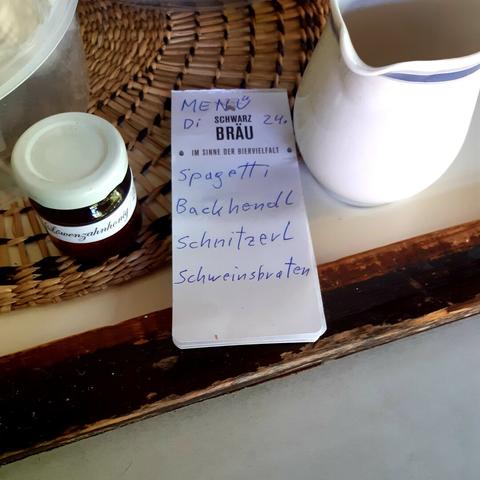 MENÜ
Di 24.
SCHWARZ
BRÄU
IM SINNE DER BIERVIELFALT
Spagetti
Backhendl
Schnitzerl
Schweinsbraten
Löwenzahnhonig